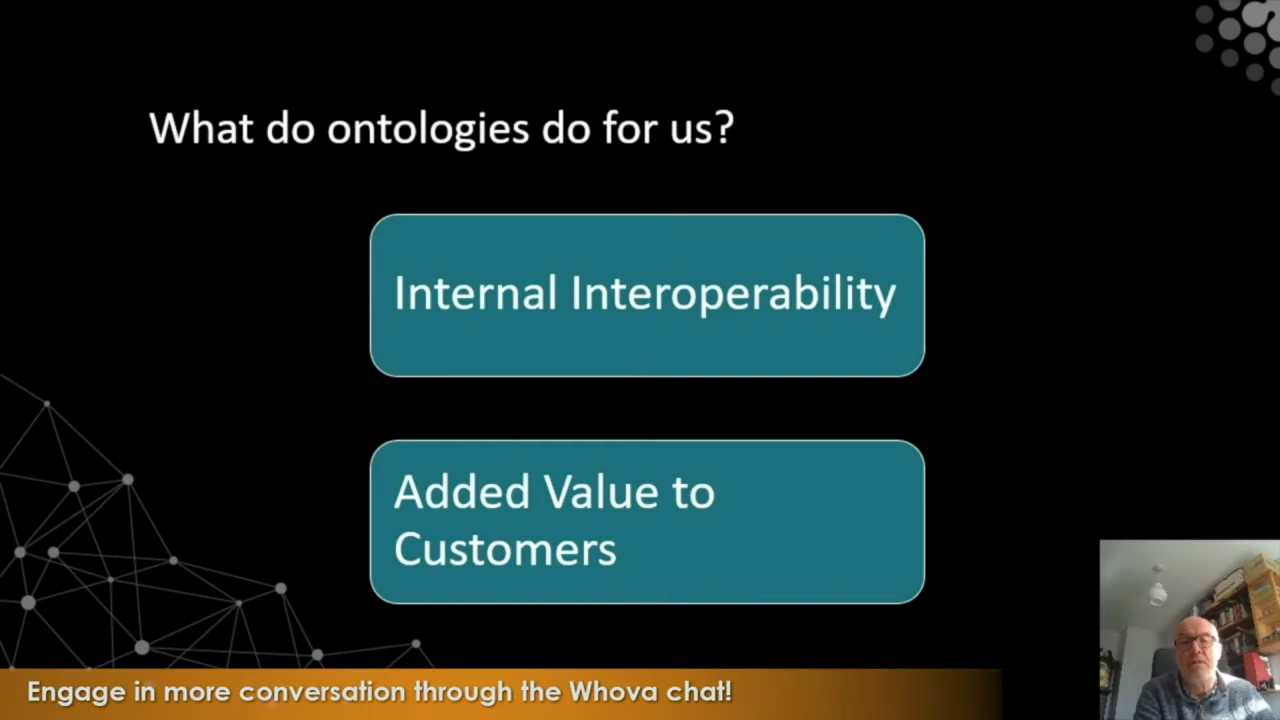 What do ontologies do for us?
Internal Interoperability
Added Value to
Customers
Engage in more conversation through the Whova chat!